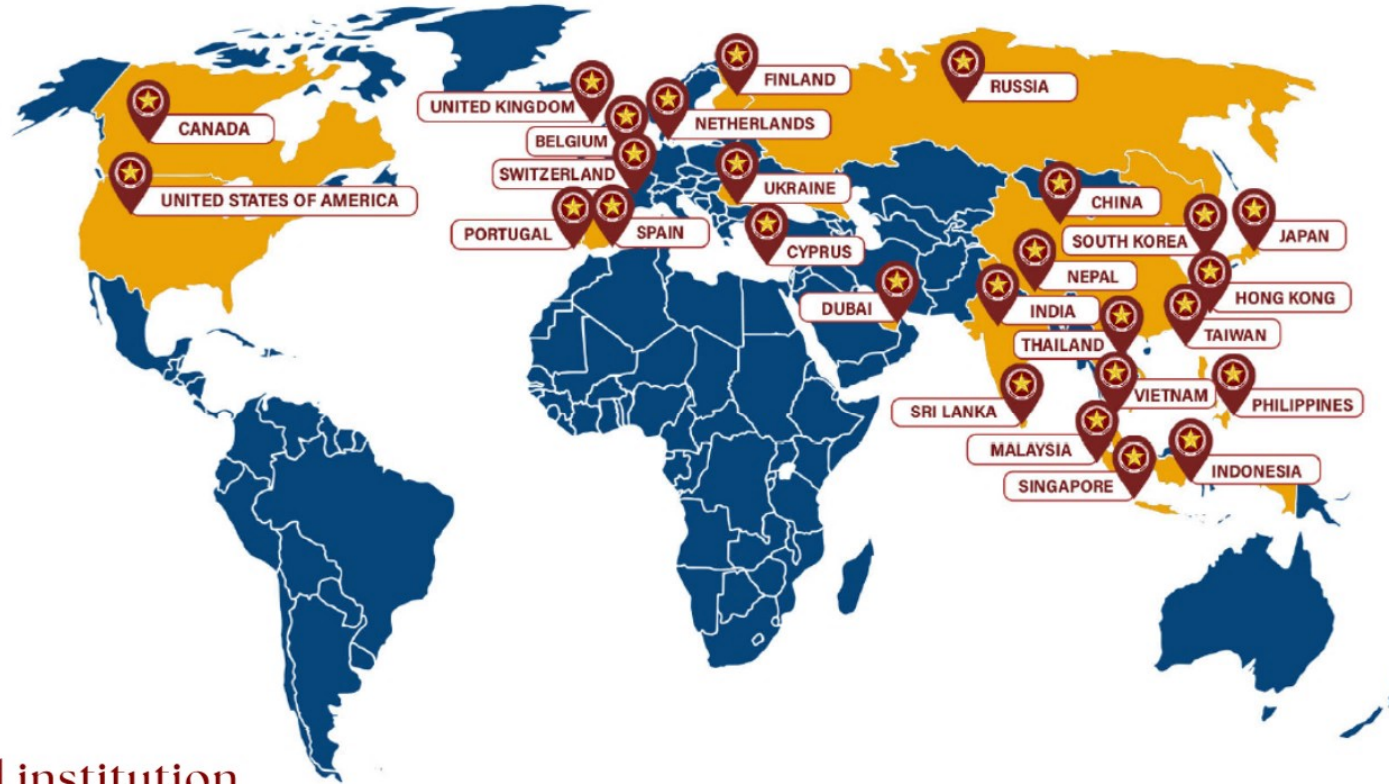 FINLAND
RUSSIA
UNITED KINGDOM
CANADA
NETHERLANDS
BELGIUM
SWITZERLAND
UKRAINE
UNITED STATES OF AMERICA
CHINA
PORTUGAL
SPAIN
SOUTH KOREA
JAPAN
CYPRUS
NEPAL
HONG KONG
DUBAI
INDIA
TAIWAN
THAILAND
VIETNAM
PHILIPPINES
SRI LANKA
MALAYSIA
INDONESIA
SINGAPORE
institution